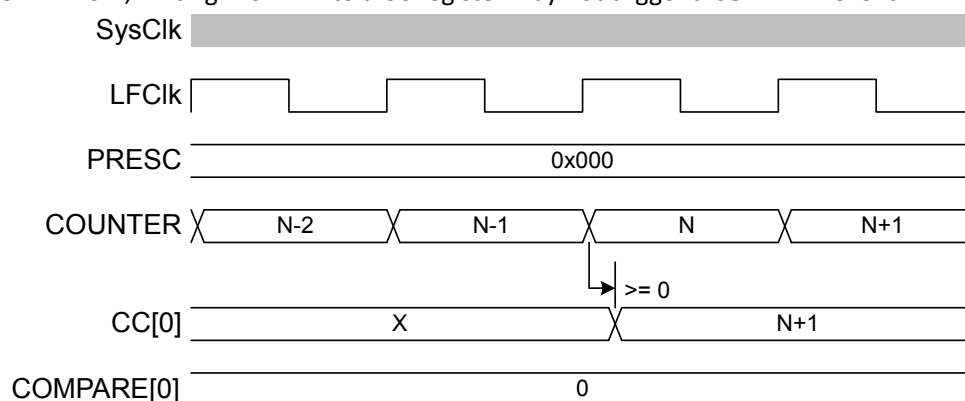 SysClk
LFClk
PRESC 0x000
COUNTER N-2 N-1 N N+1
>= 0
CC[0] X N+1
COMPARE[0] 0